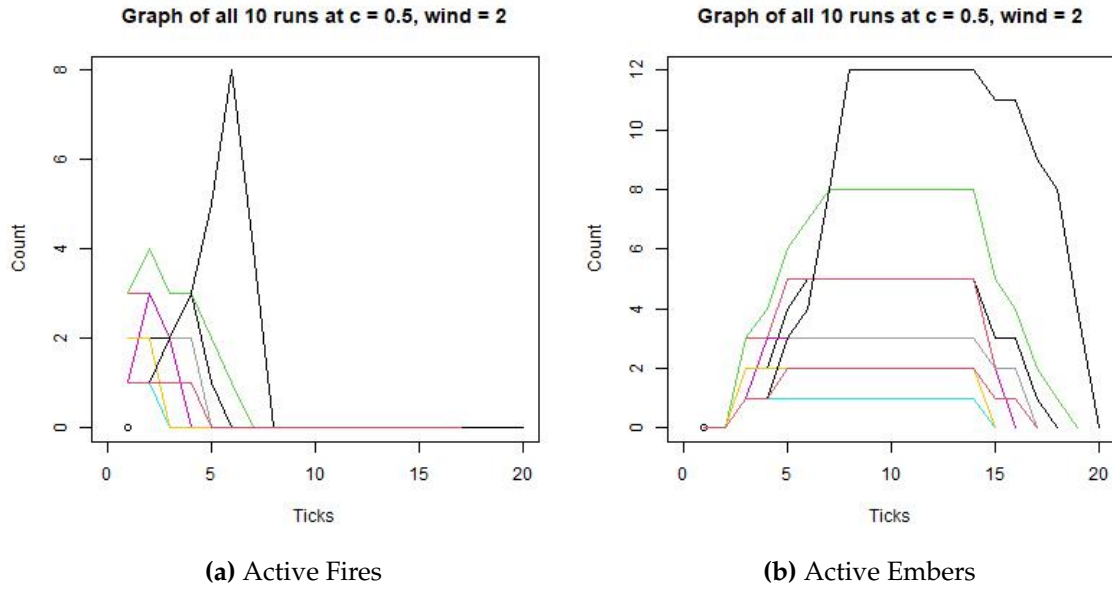 Graph of all 10 runs at c = 0.5, wind = 2
8
6
4
2
0
Count
0 5 10 15 20
Ticks
(a) Active Fires
Graph of all 10 runs at c = 0.5, wind = 2
12
10
8
6
4
2
0
Count
0 5 10 15 20
Ticks
(b) Active Embers